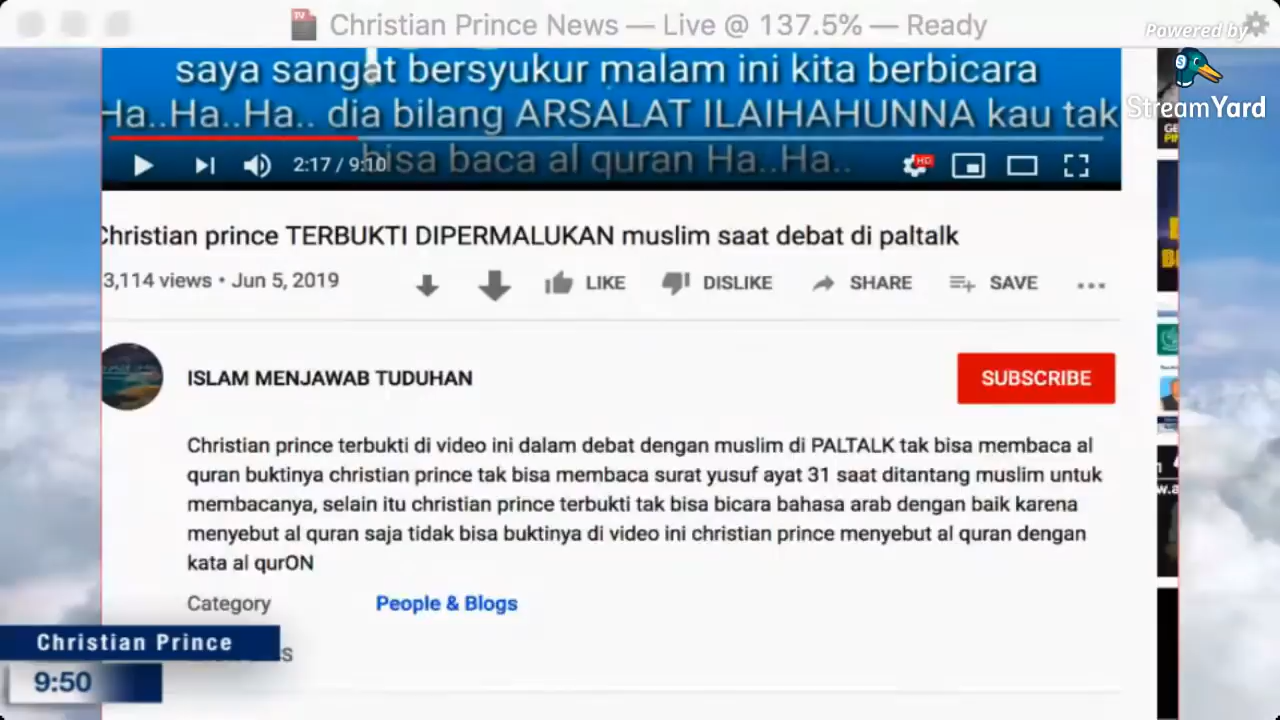 Christian Prince News — Live @ 137.5% — Ready
Powered by
StreamYard
saya sangat bersyukur malam ini kita berbicara
Ha..Ha..Ha.. dia bilang ARSALAT ILAIHAHUNNA kau tak
bisa baca al quran Ha..Ha..
2:17 / 9:10
HD
Christian prince TERBUKTI DIPERMALUKAN muslim saat debat di paltalk
3,114 views • Jun 5, 2019
LIKE
DISLIKE
SHARE
SAVE
ISLAM MENJAWAB TUDUHAN
SUBSCRIBE
Christian prince terbukti di video ini dalam debat dengan muslim di PALTALK tak bisa membaca al
quran buktinya christian prince tak bisa membaca surat yusuf ayat 31 saat ditantang muslim untuk
membacanya, selain itu christian prince terbukti tak bisa bicara bahasa arab dengan baik karena
menyebut al quran saja tidak bisa buktinya di video ini christian prince menyebut al quran dengan
kata al qurON
Category
People & Blogs
Christian Prince
9:50